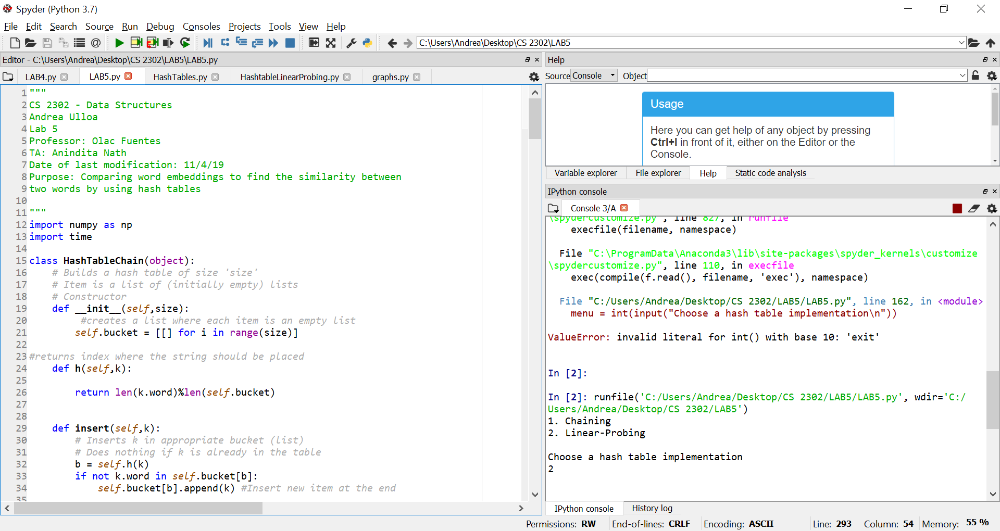 Spyder (Python 3.7)
File Edit Search Source Run Debug Consoles Projects Tools View Help
C:\Users\Andrea\Desktop\CS 2302\LAB5
Editor - C:\Users\Andrea\Desktop\CS 2302\LAB5\LAB5.py
LAB4.py LAB5.py HashTables.py HashtableLinearProbing.py graphs.py
1 """
2 CS 2302 - Data Structures
3 Andrea Ulloa
4 Lab 5
5 Professor: Olac Fuentes
6 TA: Anindita Nath
7 Date of last modification: 11/4/19
8 Purpose: Comparing word embeddings to find the similarity between
9 two words by using hash tables
10
11 """
12 import numpy as np
13 import time
14
15 class HashTableChain(object):
16     # Builds a hash table of size 'size'
17     # Item is a list of (initially empty) lists
18     # Constructor
19     def __init__(self,size):
20          #creates a list where each item is an empty list
21         self.bucket = [[] for i in range(size)]
22
23 #returns index where the string should be placed
24     def h(self,k):
25
26         return len(k.word)%len(self.bucket)
27
28
29     def insert(self,k):
30         # Inserts k in appropriate bucket (list)
31         # Does nothing if k is already in the table
32         b = self.h(k)
33         if not k.word in self.bucket[b]:
34             self.bucket[b].append(k) #Insert new item at the end
35
Help
Source Console Object
Usage
Here you can get help of any object by pressing
Ctrl+I in front of it, either on the Editor or the
Console.
Variable explorer File explorer Help Static code analysis
IPython console
Console 3/A
\spydercustomize.py", line 827, in runfile
    execfile(filename, namespace)
  File "C:\ProgramData\Anaconda3\lib\site-packages\spyder_kernels\customize
\spydercustomize.py", line 110, in execfile
    exec(compile(f.read(), filename, 'exec'), namespace)
  File "C:/Users/Andrea/Desktop/CS 2302/LAB5/LAB5.py", line 162, in <module>
    menu = int(input("Choose a hash table implementation\n"))
ValueError: invalid literal for int() with base 10: 'exit'
In [2]:
In [2]: runfile('C:/Users/Andrea/Desktop/CS 2302/LAB5/LAB5.py', wdir='C:/
Users/Andrea/Desktop/CS 2302/LAB5')
1. Chaining
2. Linear-Probing
Choose a hash table implementation
2
IPython console History log
Permissions: RW End-of-lines: CRLF Encoding: ASCII Line: 293 Column: 54 Memory: 55 %